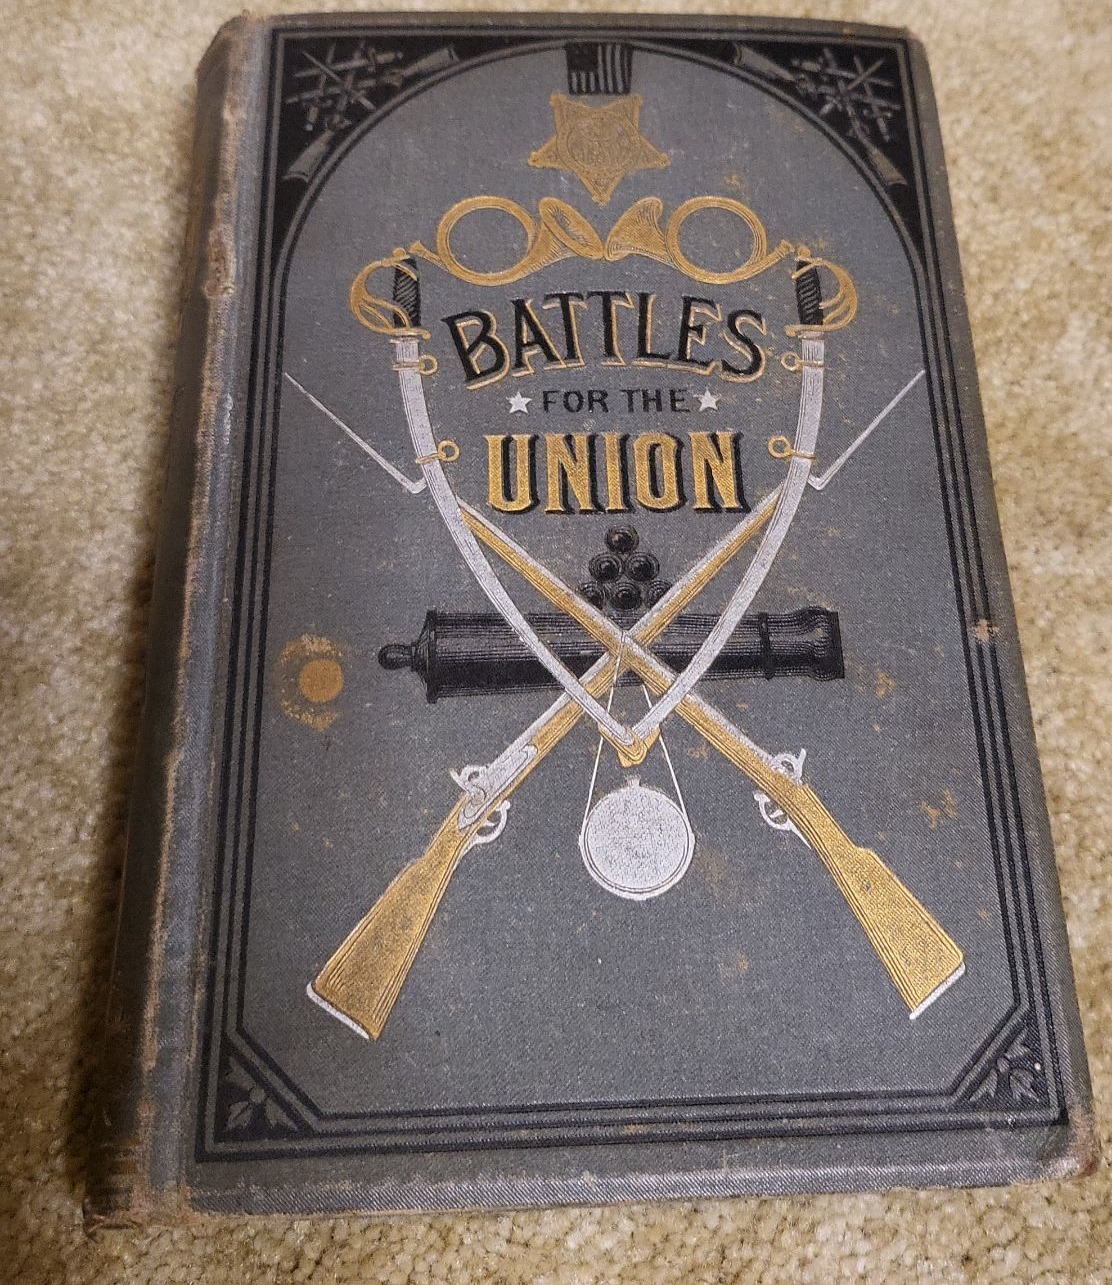 BATTLES
FOR THE
UNION